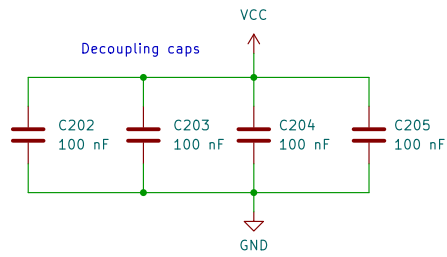 VCC
Decoupling caps
C202
100 nF
C203
100 nF
C204
100 nF
C205
100 nF
GND